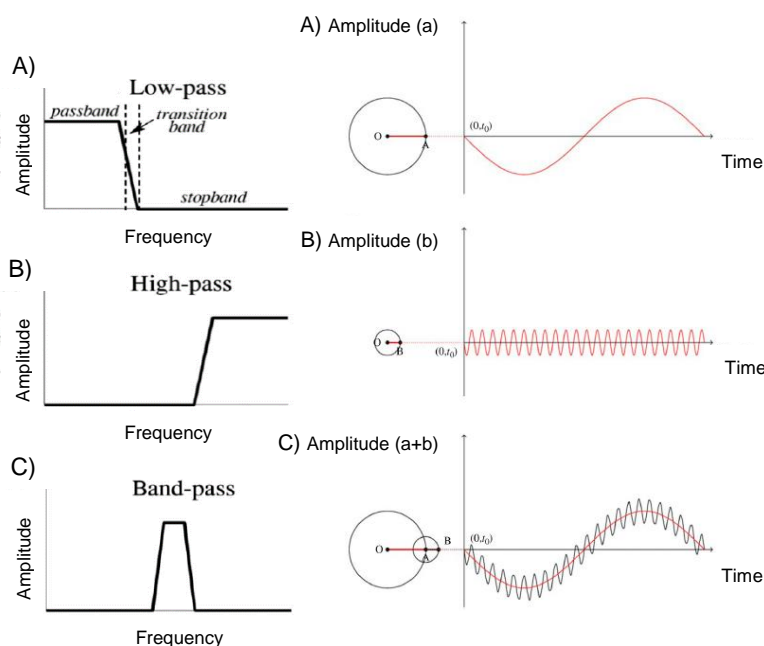 A)
Low-pass
passband
transition
band
stopband
Amplitude
Frequency
B)
High-pass
Amplitude
Frequency
C)
Band-pass
Amplitude
Frequency
A) Amplitude (a)
O
A
(0,t₀)
Time
B) Amplitude (b)
O
B
(0,t₀)
Time
C) Amplitude (a+b)
O
A
B
(0,t₀)
Time